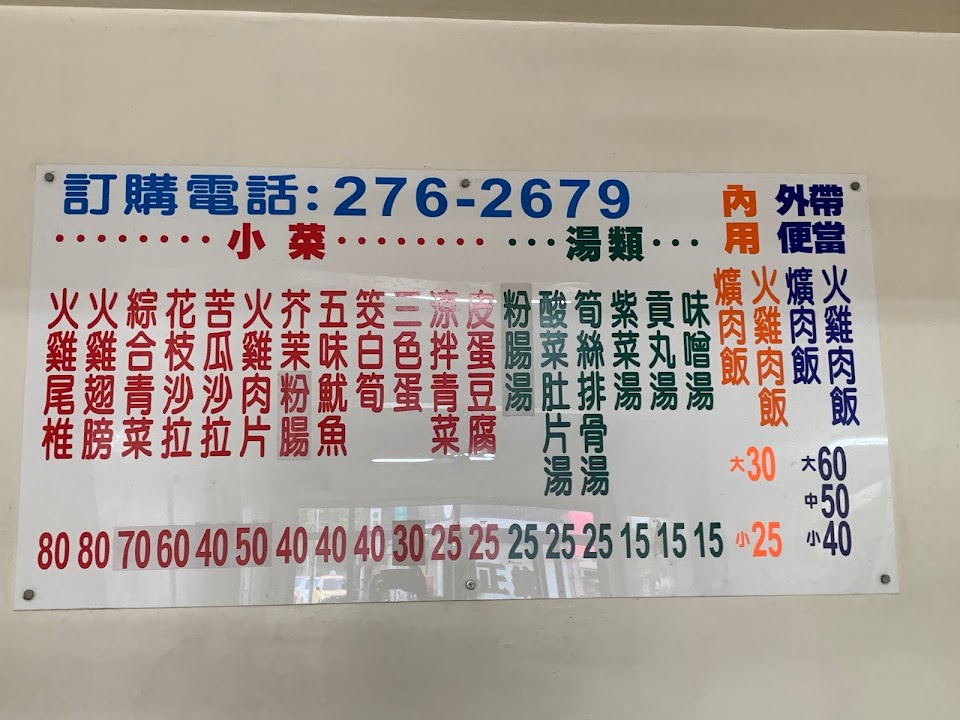 訂購電話:276-2679
小菜
火雞尾椎 80
火雞翅膀 80
綜合青菜 70
花枝沙拉 60
苦瓜沙拉 40
火雞肉片 50
芥茉粉腸 40
五味魷魚 40
筊白筍 40
三色蛋 30
涼拌青菜 25
皮蛋豆腐 25
湯類
粉腸湯 25
酸菜肚片湯 25
筍絲排骨湯 25
紫菜湯 15
貢丸湯 15
味噲湯 15
內用
爌肉飯
火雞肉飯
大30
小25
外帶
便當
爌肉飯
火雞肉飯
大60
中50
小40